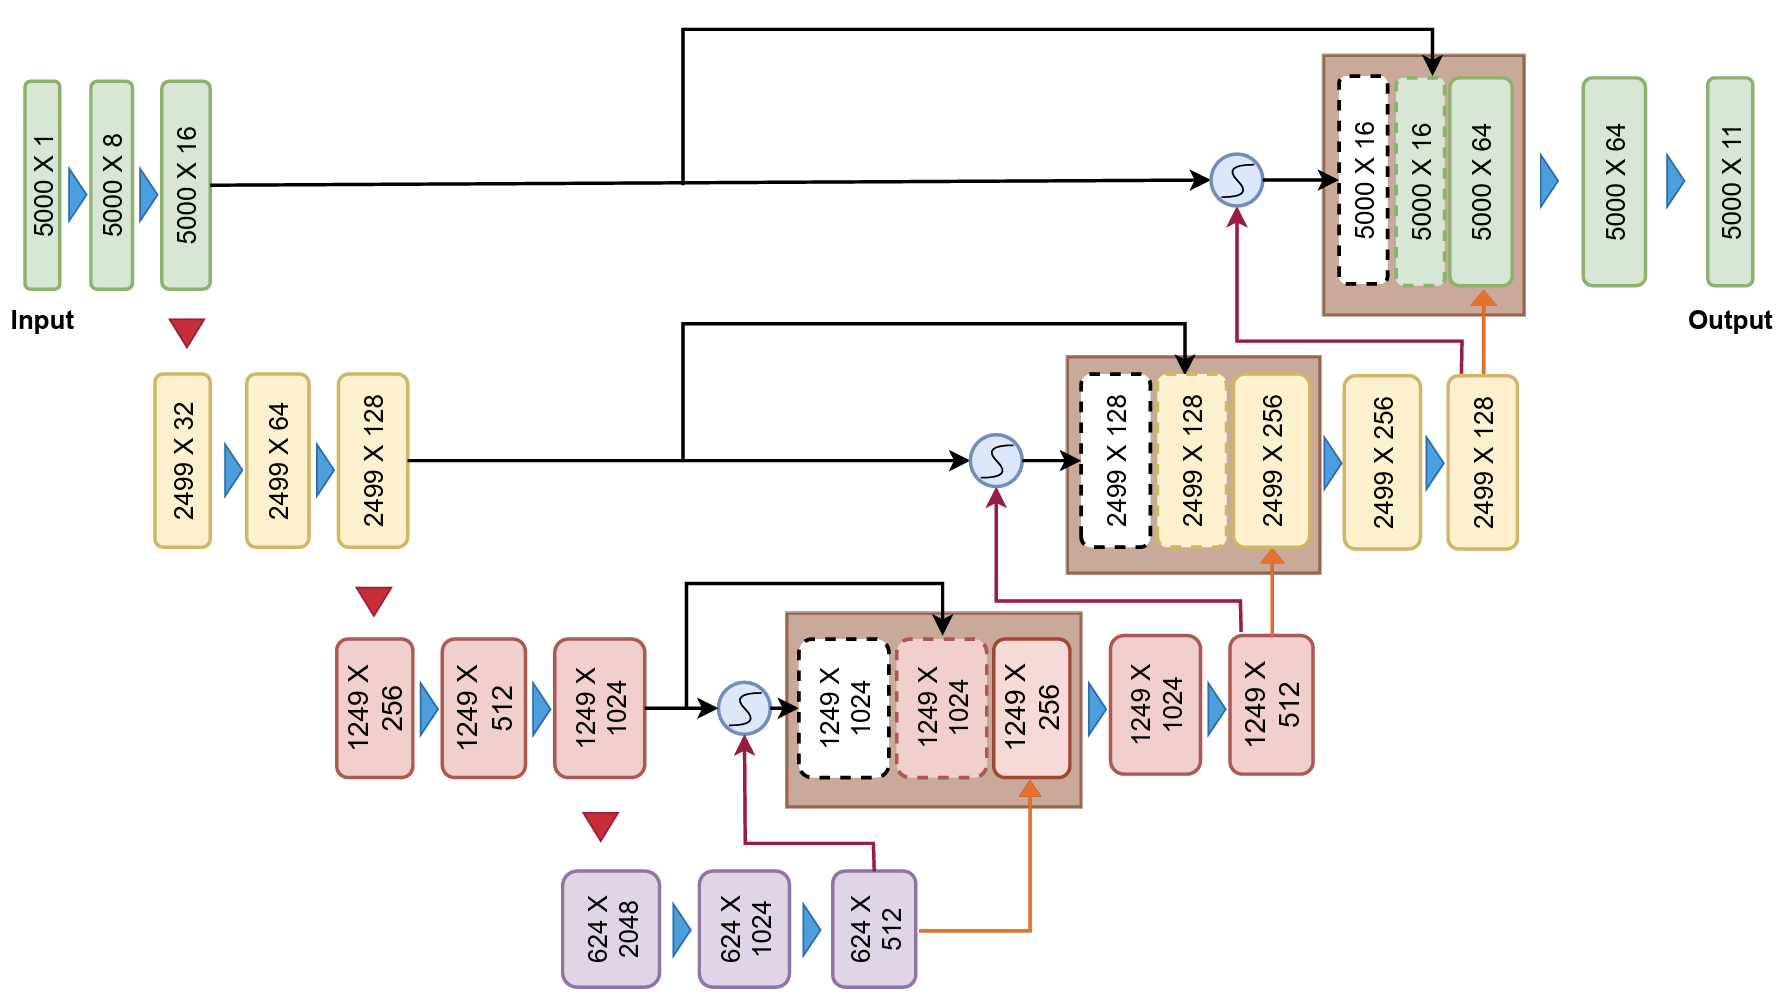 5000 X 1
5000 X 8
5000 X 16
5000 X 16
5000 X 16
5000 X 64
5000 X 64
5000 X 11
Input
Output
2499 X 32
2499 X 64
2499 X 128
2499 X 128
2499 X 128
2499 X 256
2499 X 256
2499 X 128
1249 X
256
1249 X
512
1249 X
1024
1249 X
1024
1249 X
1024
1249 X
256
1249 X
1024
1249 X
512
624 X
2048
624 X
1024
624 X
512